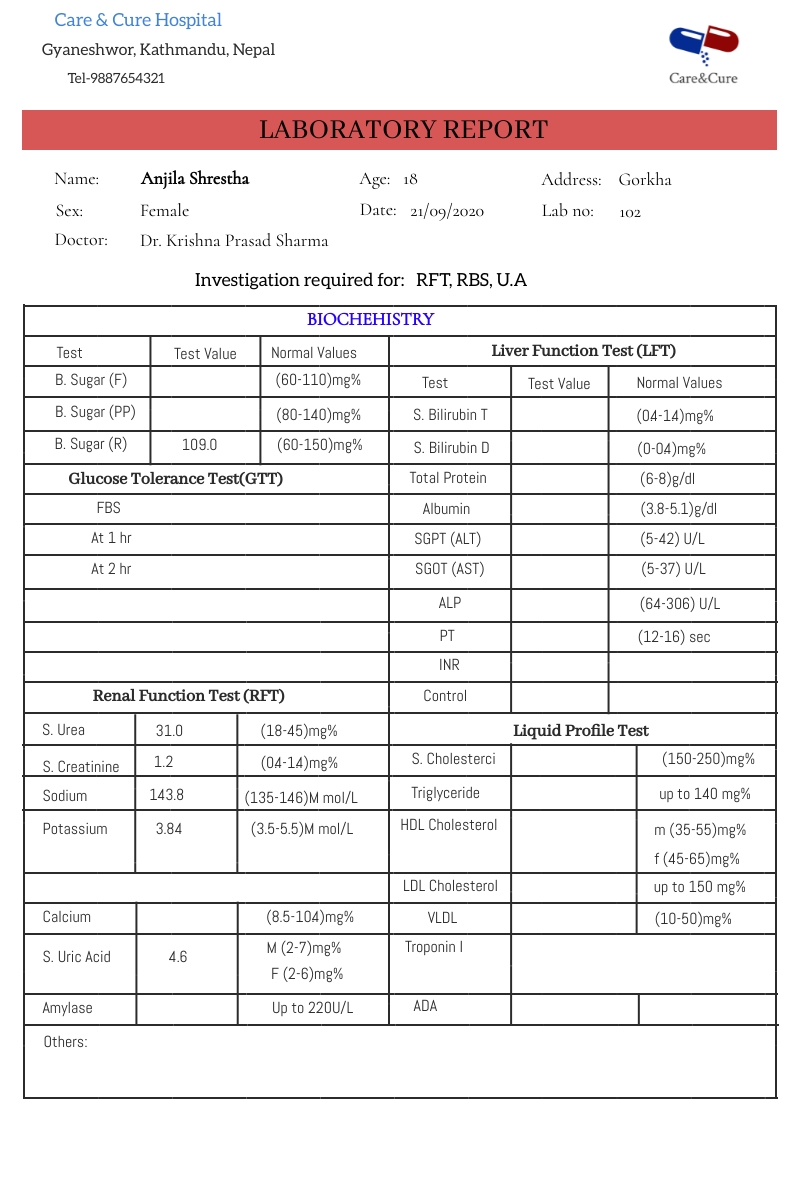 Care & Cure Hospital
Gyaneshwor, Kathmandu, Nepal
Tel-9887654321
Care&Cure
LABORATORY REPORT
Name: Anjila Shrestha Age: 18 Address: Gorkha
Sex: Female Date: 21/09/2020 Lab no: 102
Doctor: Dr. Krishna Prasad Sharma
Investigation required for: RFT, RBS, U.A
BIOCHEHISTRY
Test Test Value Normal Values
B. Sugar (F) (60-110)mg%
B. Sugar (PP) (80-140)mg%
B. Sugar (R) 109.0 (60-150)mg%
Glucose Tolerance Test(GTT)
FBS
At 1 hr
At 2 hr
Renal Function Test (RFT)
S. Urea 31.0 (18-45)mg%
S. Creatinine 1.2 (04-14)mg%
Sodium 143.8 (135-146)M mol/L
Potassium 3.84 (3.5-5.5)M mol/L
Calcium (8.5-104)mg%
S. Uric Acid 4.6 M (2-7)mg%
F (2-6)mg%
Amylase Up to 220U/L
Liver Function Test (LFT)
Test Test Value Normal Values
S. Bilirubin T (04-14)mg%
S. Bilirubin D (0-04)mg%
Total Protein (6-8)g/dl
Albumin (3.8-5.1)g/dl
SGPT (ALT) (5-42) U/L
SGOT (AST) (5-37) U/L
ALP (64-306) U/L
PT (12-16) sec
INR
Control
Liquid Profile Test
S. Cholesterci (150-250)mg%
Triglyceride up to 140 mg%
HDL Cholesterol m (35-55)mg%
f (45-65)mg%
LDL Cholesterol up to 150 mg%
VLDL (10-50)mg%
Troponin I
ADA
Others: